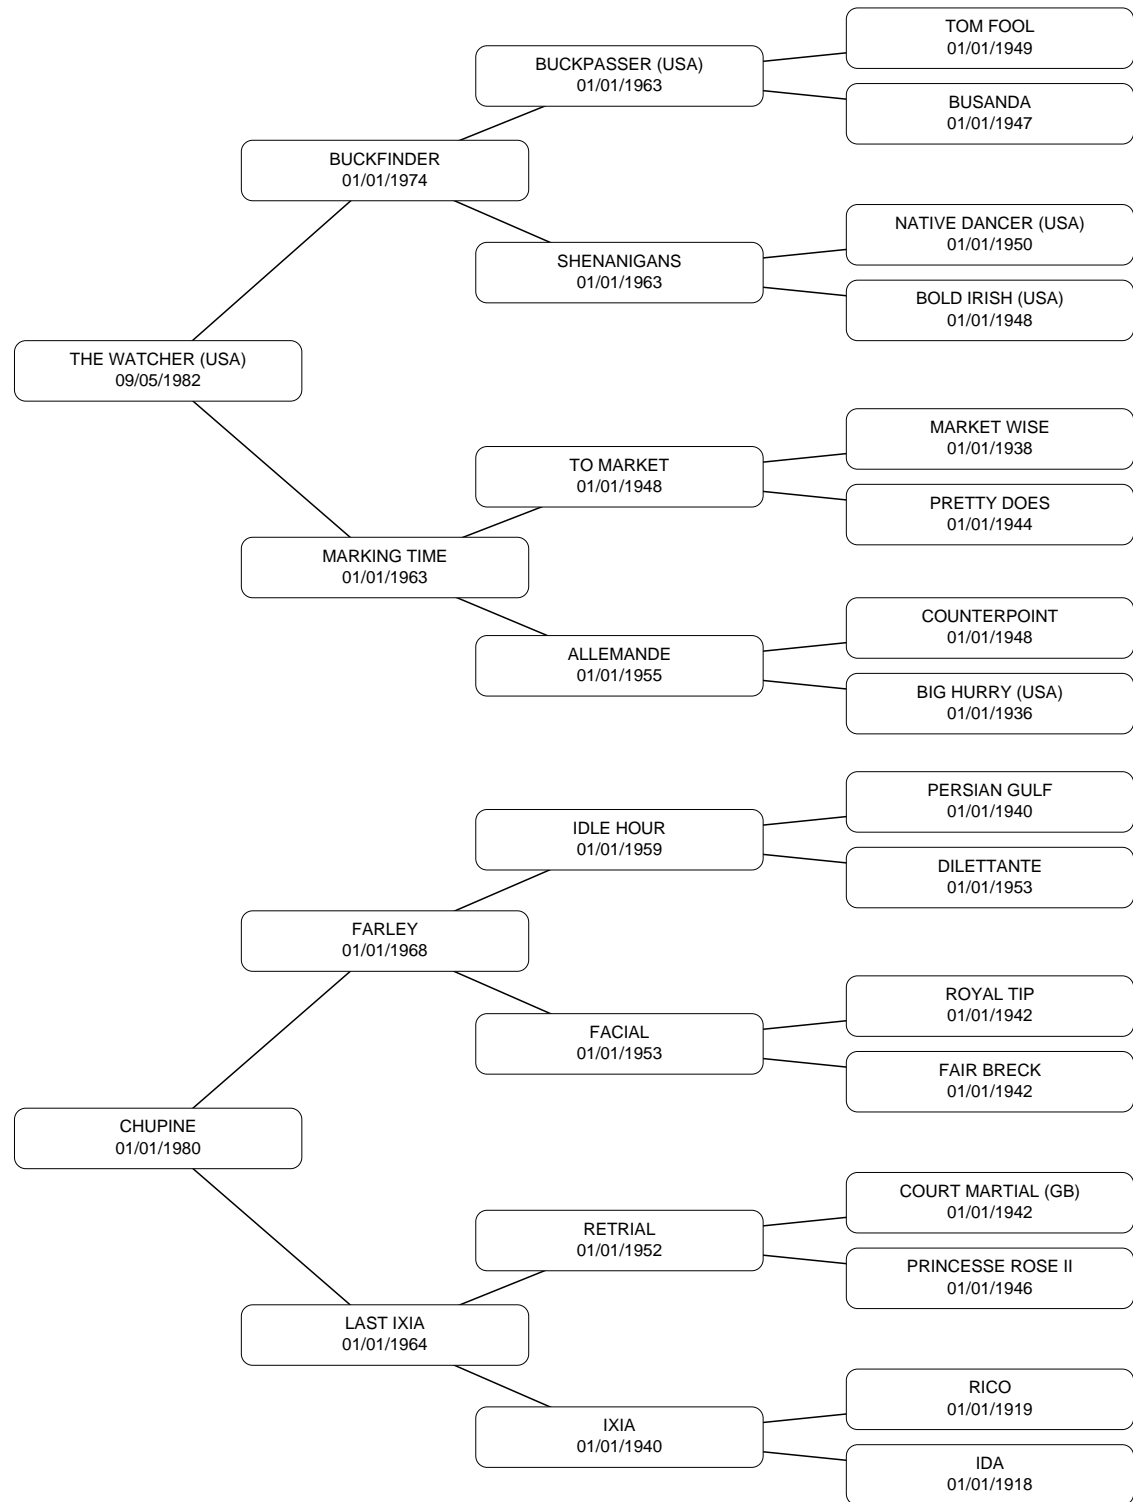 TOM FOOL
01/01/1949
BUCKPASSER (USA)
01/01/1963
BUSANDA
01/01/1947
BUCKFINDER
01/01/1974
NATIVE DANCER (USA)
01/01/1950
SHENANIGANS
01/01/1963
BOLD IRISH (USA)
01/01/1948
THE WATCHER (USA)
09/05/1982
MARKET WISE
01/01/1938
TO MARKET
01/01/1948
PRETTY DOES
01/01/1944
MARKING TIME
01/01/1963
COUNTERPOINT
01/01/1948
ALLEMANDE
01/01/1955
BIG HURRY (USA)
01/01/1936
PERSIAN GULF
01/01/1940
IDLE HOUR
01/01/1959
DILETTANTE
01/01/1953
FARLEY
01/01/1968
ROYAL TIP
01/01/1942
FACIAL
01/01/1953
FAIR BRECK
01/01/1942
CHUPINE
01/01/1980
COURT MARTIAL (GB)
01/01/1942
RETRIAL
01/01/1952
PRINCESSE ROSE II
01/01/1946
LAST IXIA
01/01/1964
RICO
01/01/1919
IXIA
01/01/1940
IDA
01/01/1918